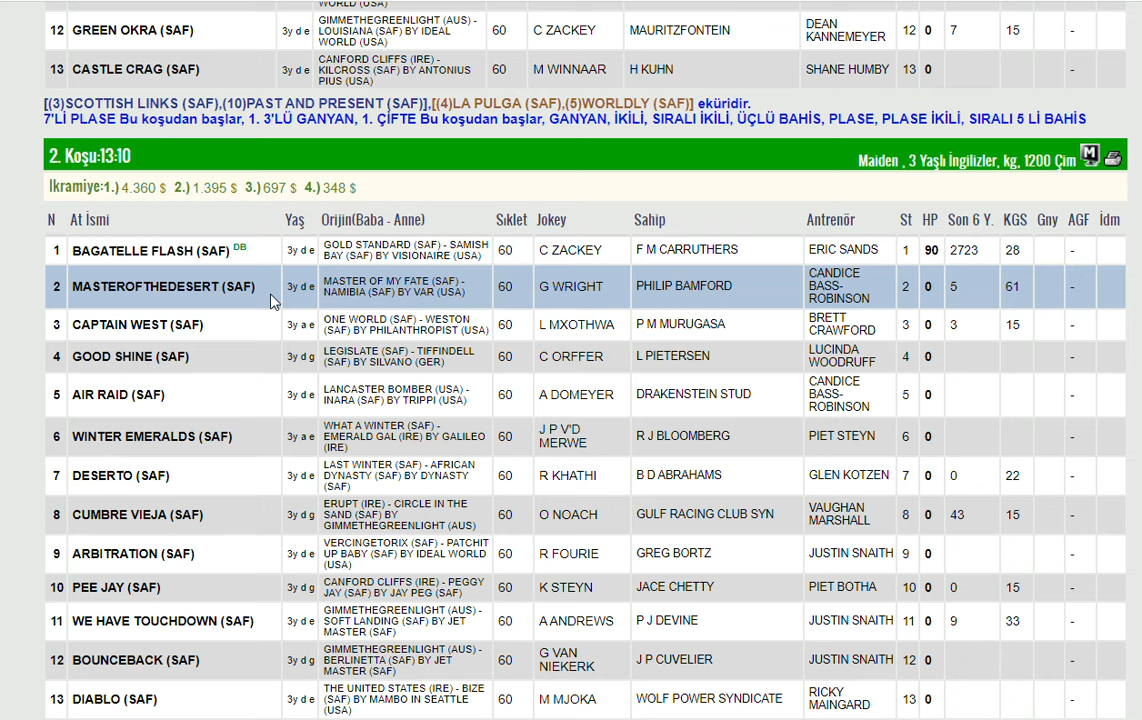 WORLD (USA)
12 GREEN OKRA (SAF) 3y d e GIMMETHEGREENLIGHT (AUS) - LOUISIANA (SAF) BY IDEAL WORLD (USA) 60 C ZACKEY MAURITZFONTEIN DEAN KANNEMEYER 12 0 7 15 -
13 CASTLE CRAG (SAF) 3y d e CANFORD CLIFFS (IRE) - KILCROSS (SAF) BY ANTONIUS PIUS (USA) 60 M WINNAAR H KUHN SHANE HUMBY 13 0 -
[(3)SCOTTISH LINKS (SAF),(10)PAST AND PRESENT (SAF)],[(4)LA PULGA (SAF),(5)WORLDLY (SAF)] eküridir.
7'Lİ PLASE Bu koşudan başlar, 1. 3'LÜ GANYAN, 1. ÇİFTE Bu koşudan başlar, GANYAN, İKİLİ, SIRALI İKİLİ, ÜÇLÜ BAHİS, PLASE, PLASE İKİLİ, SIRALI 5 Lİ BAHİS
2. Koşu:13:10 Maiden , 3 Yaşlı İngilizler, kg, 1200 Çim M
İkramiye:1.) 4.360 $ 2.) 1.395 $ 3.) 697 $ 4.) 348 $
N At İsmi Yaş Orijin(Baba - Anne) Sıklet Jokey Sahip Antrenör St HP Son 6 Y. KGS Gny AGF İdm
1 BAGATELLE FLASH (SAF) DB 3y d e GOLD STANDARD (SAF) - SAMISH BAY (SAF) BY VISIONAIRE (USA) 60 C ZACKEY F M CARRUTHERS ERIC SANDS 1 90 2723 28 -
2 MASTEROFTHEDESERT (SAF) 3y d e MASTER OF MY FATE (SAF) - NAMIBIA (SAF) BY VAR (USA) 60 G WRIGHT PHILIP BAMFORD CANDICE BASS-ROBINSON 2 0 5 61 -
3 CAPTAIN WEST (SAF) 3y a e ONE WORLD (SAF) - WESTON (SAF) BY PHILANTHROPIST (USA) 60 L MXOTHWA P M MURUGASA BRETT CRAWFORD 3 0 3 15 -
4 GOOD SHINE (SAF) 3y d g LEGISLATE (SAF) - TIFFINDELL (SAF) BY SILVANO (GER) 60 C ORFFER L PIETERSEN LUCINDA WOODRUFF 4 0 -
5 AIR RAID (SAF) 3y d e LANCASTER BOMBER (USA) - INARA (SAF) BY TRIPPI (USA) 60 A DOMEYER DRAKENSTEIN STUD CANDICE BASS-ROBINSON 5 0 -
6 WINTER EMERALDS (SAF) 3y a e WHAT A WINTER (SAF) - EMERALD GAL (IRE) BY GALILEO (IRE) 60 J P V'D MERWE R J BLOOMBERG PIET STEYN 6 0 -
7 DESERTO (SAF) 3y d e LAST WINTER (SAF) - AFRICAN DYNASTY (SAF) BY DYNASTY (SAF) 60 R KHATHI B D ABRAHAMS GLEN KOTZEN 7 0 0 22 -
8 CUMBRE VIEJA (SAF) 3y d g ERUPT (IRE) - CIRCLE IN THE SAND (SAF) BY GIMMETHEGREENLIGHT (AUS) 60 O NOACH GULF RACING CLUB SYN VAUGHAN MARSHALL 8 0 43 15 -
9 ARBITRATION (SAF) 3y d e VERCINGETORIX (SAF) - PATCHIT UP BABY (SAF) BY IDEAL WORLD (USA) 60 R FOURIE GREG BORTZ JUSTIN SNAITH 9 0 -
10 PEE JAY (SAF) 3y d g CANFORD CLIFFS (IRE) - PEGGY JAY (SAF) BY JAY PEG (SAF) 60 K STEYN JACE CHETTY PIET BOTHA 10 0 0 15 -
11 WE HAVE TOUCHDOWN (SAF) 3y d e GIMMETHEGREENLIGHT (AUS) - SOFT LANDING (SAF) BY JET MASTER (SAF) 60 A ANDREWS P J DEVINE JUSTIN SNAITH 11 0 9 33 -
12 BOUNCEBACK (SAF) 3y d g GIMMETHEGREENLIGHT (AUS) - BERLINETTA (SAF) BY JET MASTER (SAF) 60 G VAN NIEKERK J P CUVELIER JUSTIN SNAITH 12 0 -
13 DIABLO (SAF) 3y d e THE UNITED STATES (IRE) - BIZE (SAF) BY MAMBO IN SEATTLE (USA) 60 M MJOKA WOLF POWER SYNDICATE RICKY MAINGARD 13 0 -